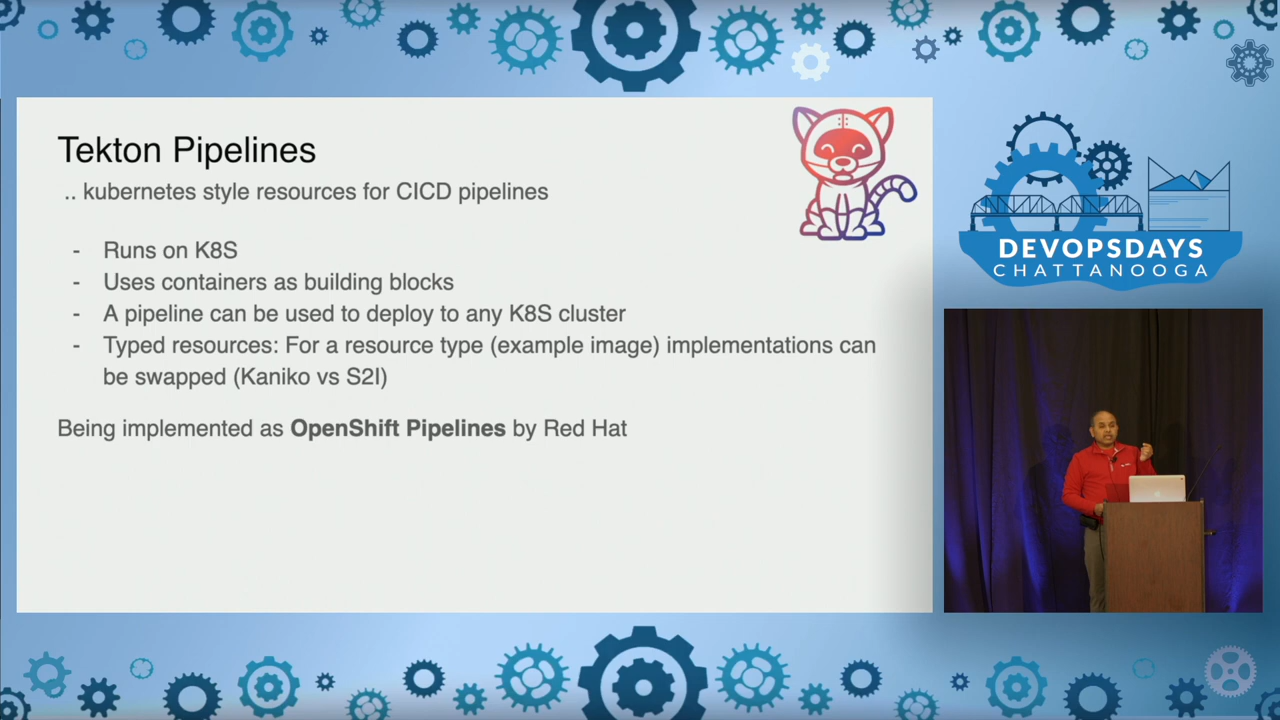 Tekton Pipelines
.. kubernetes style resources for CICD pipelines
- Runs on K8S
- Uses containers as building blocks
- A pipeline can be used to deploy to any K8S cluster
- Typed resources: For a resource type (example image) implementations can
be swapped (Kaniko vs S2I)
Being implemented as OpenShift Pipelines by Red Hat
DEVOPSDAYS
CHATTANOOGA